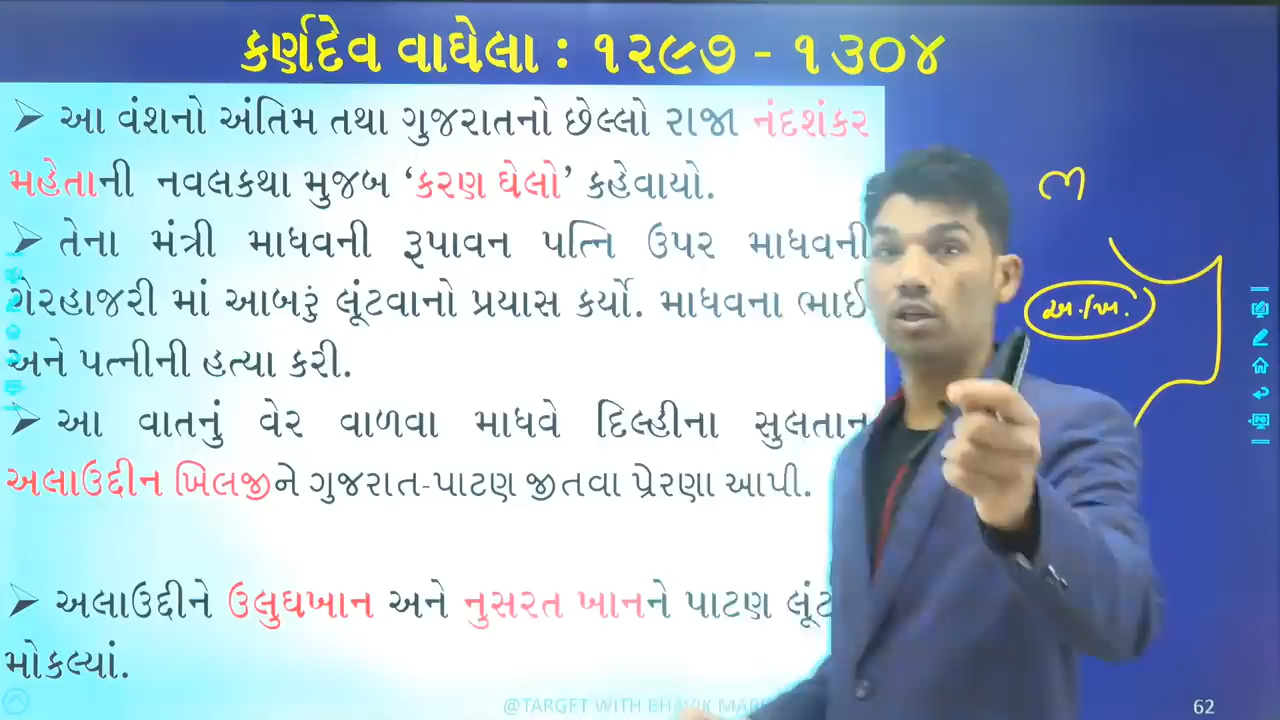 કર્ણદેવ વાઘેલા : ૧૨૯૭ - ૧૩૦૪
➢ આ વંશનો અંતિમ તથા ગુજરાતનો છેલ્લો રાજા નંદશંકર
મહેતાની નવલકથા મુજબ ‘કરણ ઘેલો’ કહેવાયો.
➢ તેના મંત્રી માધવની રૂપાવન પત્નિ ઉપર માધવની
ગેરહાજરી માં આબરૂં લૂંટવાનો પ્રયાસ કર્યો. માધવના ભાઈ
અને પત્નીની હત્યા કરી.
➢ આ વાતનું વેર વાળવા માધવે દિલ્હીના સુલતાન
અલાઉદ્દીન ખિલજીને ગુજરાત-પાટણ જીતવા પ્રેરણા આપી.
➢ અલાઉદ્દીને ઉલુઘખાન અને નુસરત ખાનને પાટણ
મોકલ્યાં.
અ.ખિ.
@TARGET WITH BHAVIK
62